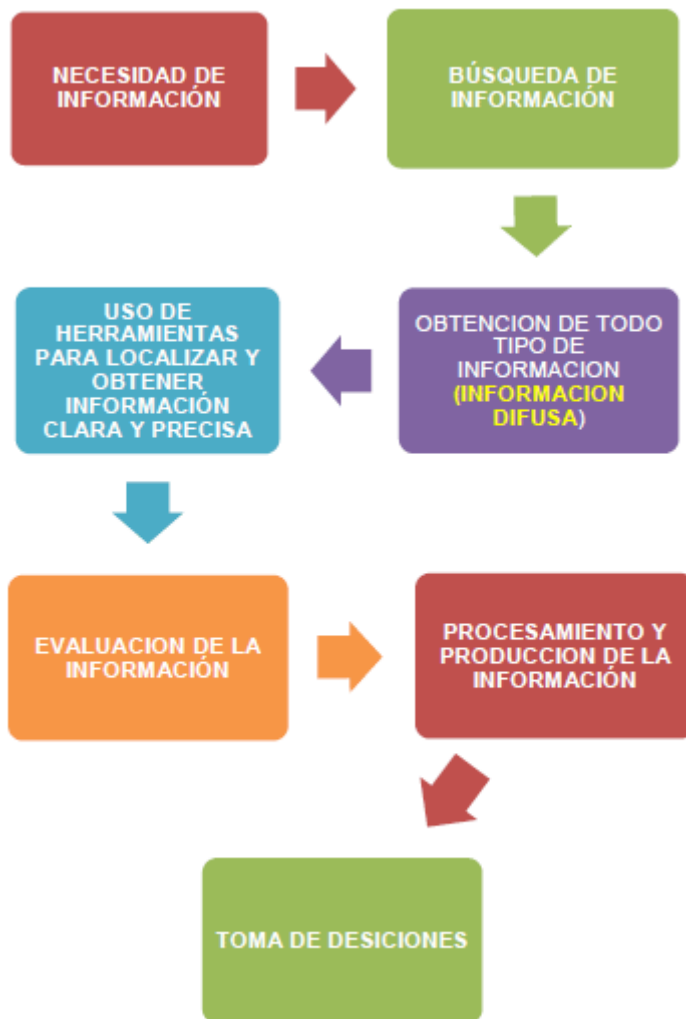 NECESIDAD DE
INFORMACIÓN
BÚSQUEDA DE
INFORMACIÓN
OBTENCION DE TODO
TIPO DE
INFORMACION
(INFORMACION
DIFUSA)
USO DE
HERRAMIENTAS
PARA LOCALIZAR Y
OBTENER
INFORMACIÓN
CLARA Y PRECISA
EVALUACION DE LA
INFORMACIÓN
PROCESAMIENTO Y
PRODUCCION DE LA
INFORMACIÓN
TOMA DE DESICIONES